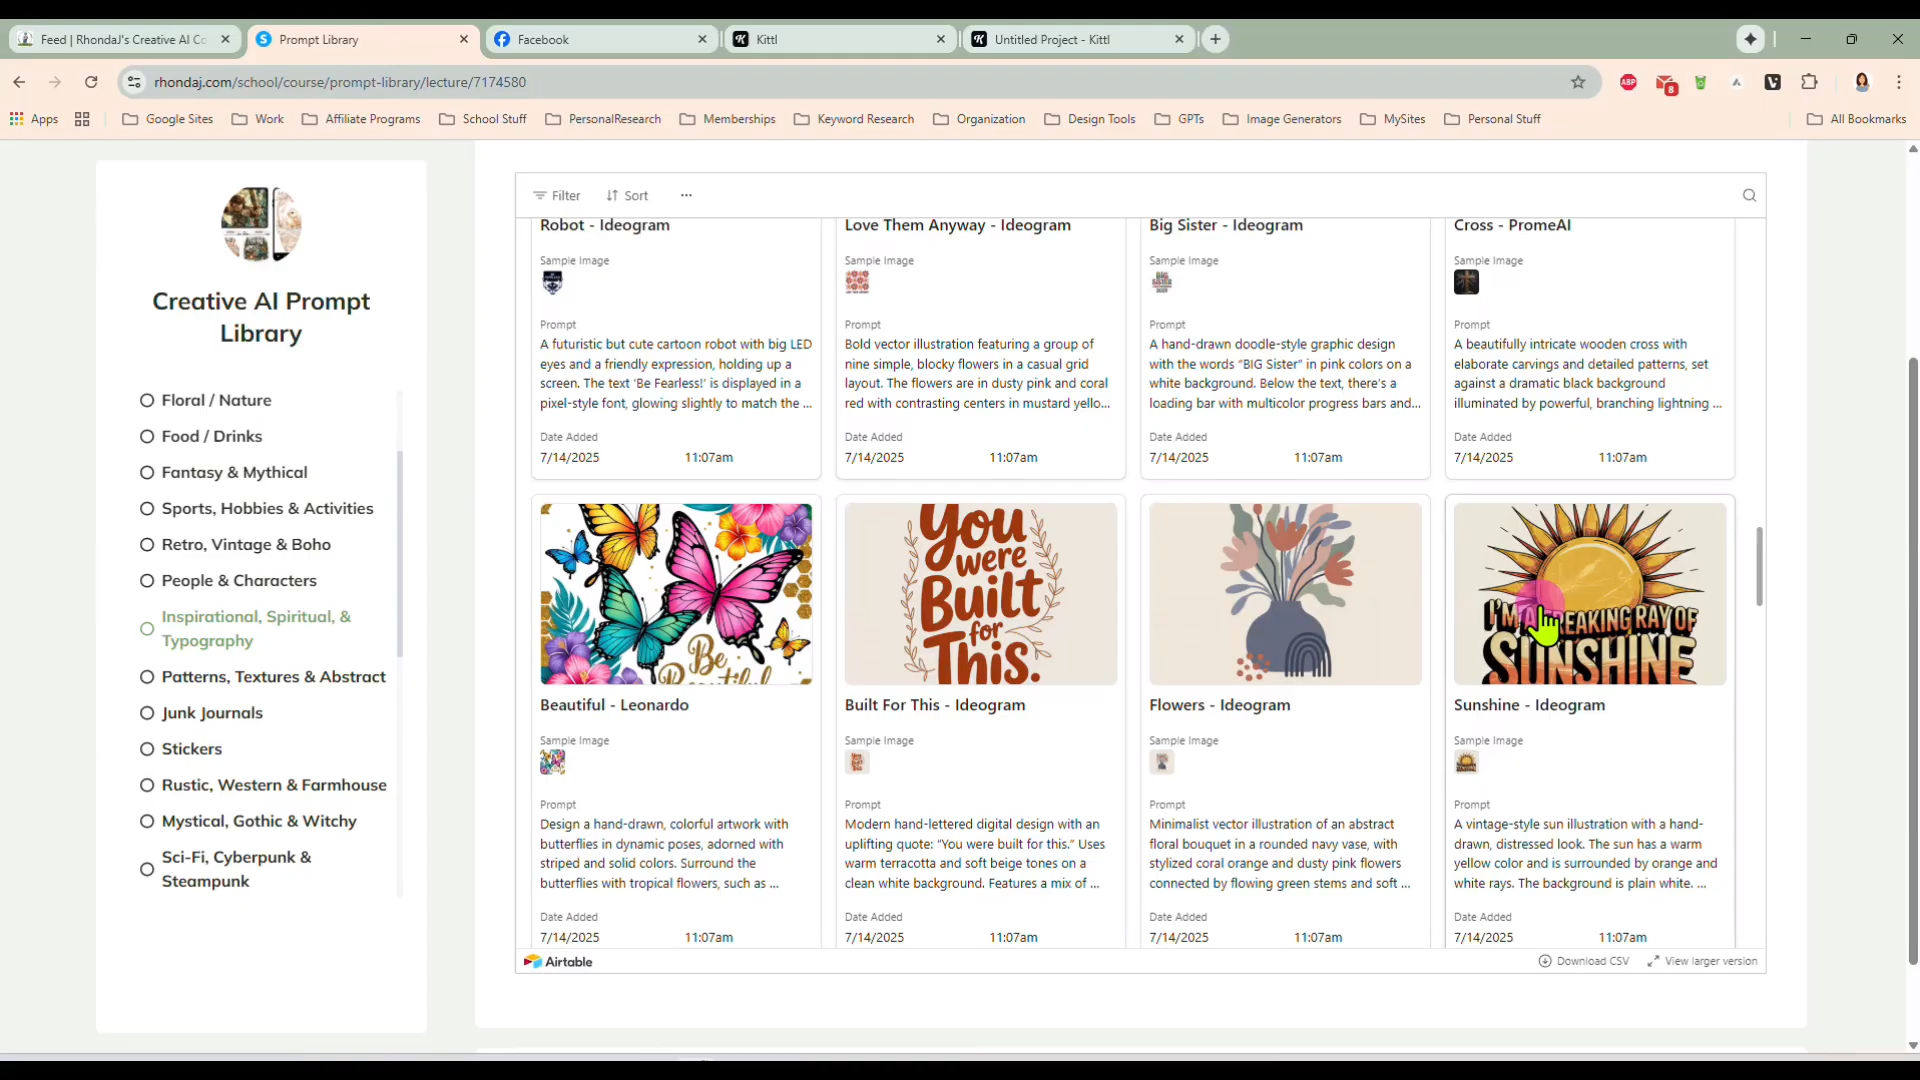 Feed | RhondaJ's Creative AI Co
Prompt Library
Facebook
Kittl
Untitled Project - Kittl
rhondaj.com/school/course/prompt-library/lecture/7174580
ABP
8
Apps
Google Sites
Work
Affiliate Programs
School Stuff
PersonalResearch
Memberships
Keyword Research
Organization
Design Tools
GPTs
Image Generators
MySites
Personal Stuff
All Bookmarks
Creative AI Prompt
Library
Floral / Nature
Food / Drinks
Fantasy & Mythical
Sports, Hobbies & Activities
Retro, Vintage & Boho
People & Characters
Inspirational, Spiritual, &
Typography
Patterns, Textures & Abstract
Junk Journals
Stickers
Rustic, Western & Farmhouse
Mystical, Gothic & Witchy
Sci-Fi, Cyberpunk &
Steampunk
Filter
Sort
Robot - Ideogram
Sample Image
Prompt
A futuristic but cute cartoon robot with big LED
eyes and a friendly expression, holding up a
screen. The text 'Be Fearless!' is displayed in a
pixel-style font, glowing slightly to match the ...
Date Added
7/14/2025 11:07am
Love Them Anyway - Ideogram
Sample Image
Prompt
Bold vector illustration featuring a group of
nine simple, blocky flowers in a casual grid
layout. The flowers are in dusty pink and coral
red with contrasting centers in mustard yello...
Date Added
7/14/2025 11:07am
Big Sister - Ideogram
Sample Image
Prompt
A hand-drawn doodle-style graphic design
with the words “BIG Sister” in pink colors on a
white background. Below the text, there's a
loading bar with multicolor progress bars and...
Date Added
7/14/2025 11:07am
Cross - PromeAI
Sample Image
Prompt
A beautifully intricate wooden cross with
elaborate carvings and detailed patterns, set
against a dramatic black background
illuminated by powerful, branching lightning ...
Date Added
7/14/2025 11:07am
Be
Beautiful
Beautiful - Leonardo
Sample Image
Prompt
Design a hand-drawn, colorful artwork with
butterflies in dynamic poses, adorned with
striped and solid colors. Surround the
butterflies with tropical flowers, such as ...
Date Added
7/14/2025 11:07am
You
were
Built
for
This.
Built For This - Ideogram
Sample Image
Prompt
Modern hand-lettered digital design with an
uplifting quote: “You were built for this.” Uses
warm terracotta and soft beige tones on a
clean white background. Features a mix of ...
Date Added
7/14/2025 11:07am
Flowers - Ideogram
Sample Image
Prompt
Minimalist vector illustration of an abstract
floral bouquet in a rounded navy vase, with
stylized coral orange and dusty pink flowers
connected by flowing green stems and soft ...
Date Added
7/14/2025 11:07am
I'M A REAKING RAY OF
SUNSHINE
Sunshine - Ideogram
Sample Image
Prompt
A vintage-style sun illustration with a hand-
drawn, distressed look. The sun has a warm
yellow color and is surrounded by orange and
white rays. The background is plain white. ...
Date Added
7/14/2025 11:07am
Airtable
Download CSV
View larger version